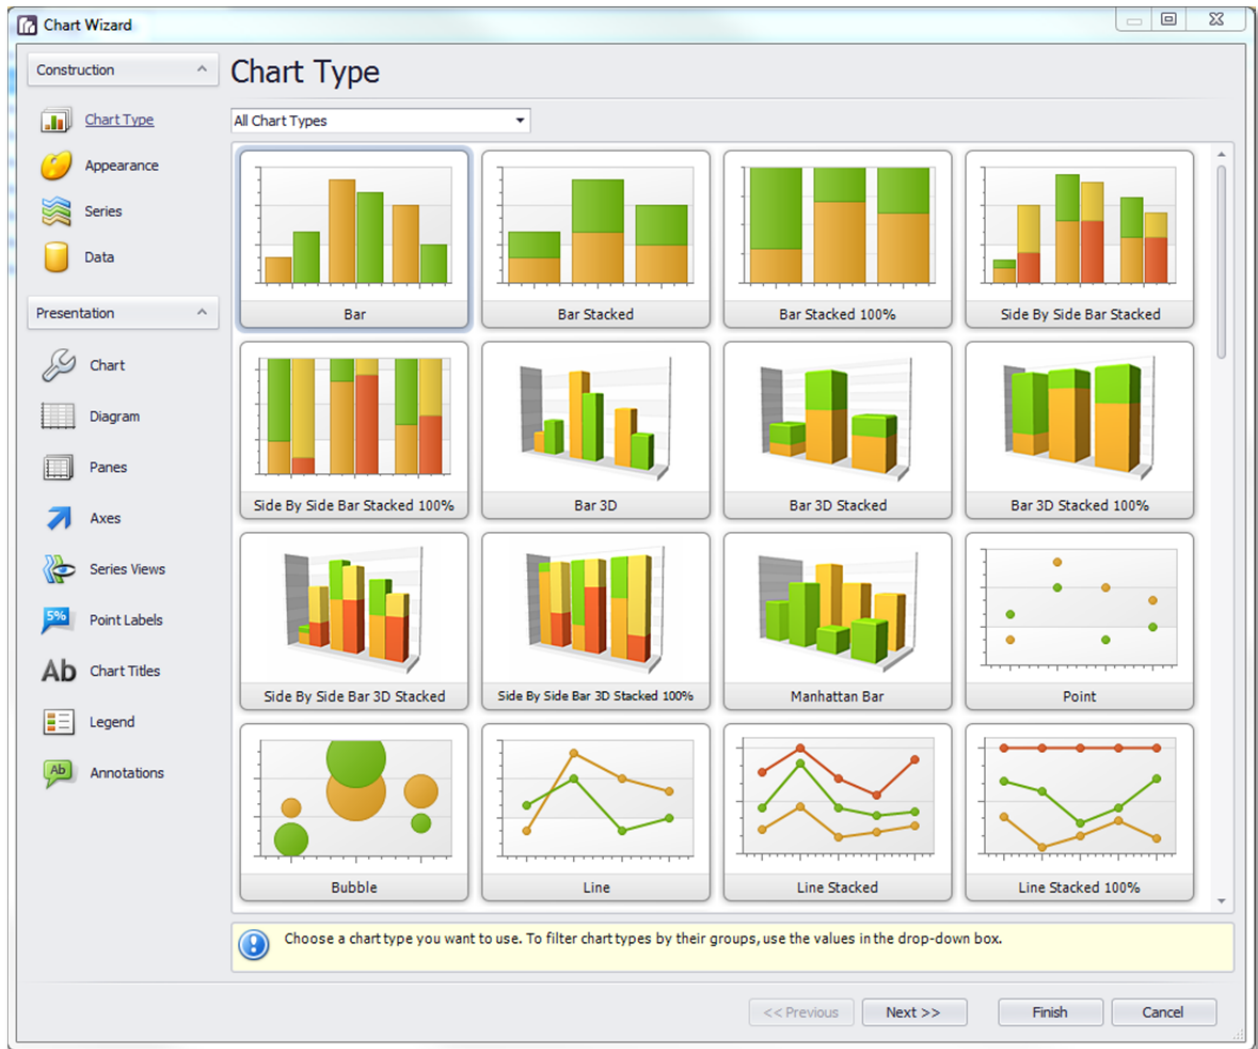 Chart Wizard
Construction
Chart Type
Appearance
Series
Data
Presentation
Chart
Diagram
Panes
Axes
Series Views
5%
Point Labels
Ab
Chart Titles
Legend
Ab
Annotations
Chart Type
All Chart Types
Bar
Bar Stacked
Bar Stacked 100%
Side By Side Bar Stacked
Side By Side Bar Stacked 100%
Bar 3D
Bar 3D Stacked
Bar 3D Stacked 100%
Side By Side Bar 3D Stacked
Side By Side Bar 3D Stacked 100%
Manhattan Bar
Point
Bubble
Line
Line Stacked
Line Stacked 100%
Choose a chart type you want to use. To filter chart types by their groups, use the values in the drop-down box.
<< Previous
Next >>
Finish
Cancel